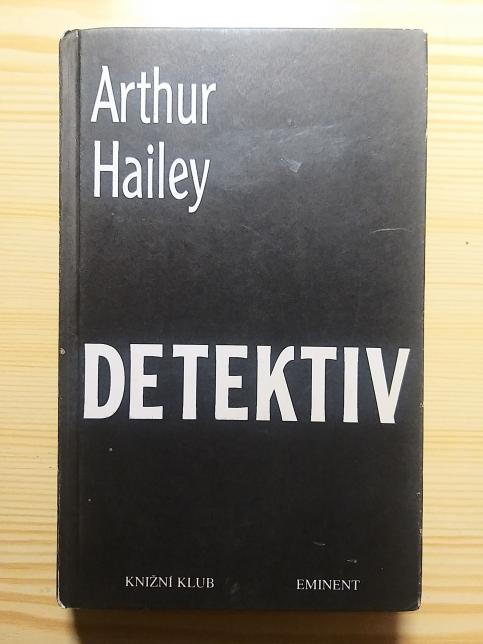 Arthur
Hailey
DETEKTIV
KNIŽNÍ KLUB EMINENT